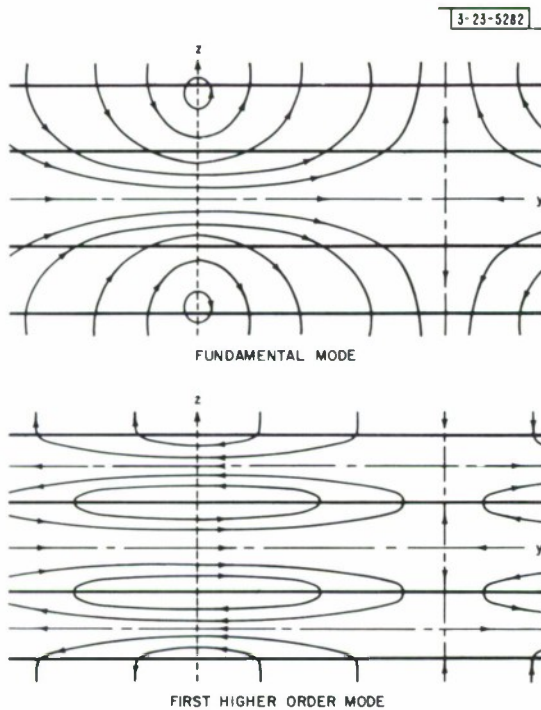 3-23-5282
z
y
FUNDAMENTAL MODE
z
y
FIRST HIGHER ORDER MODE